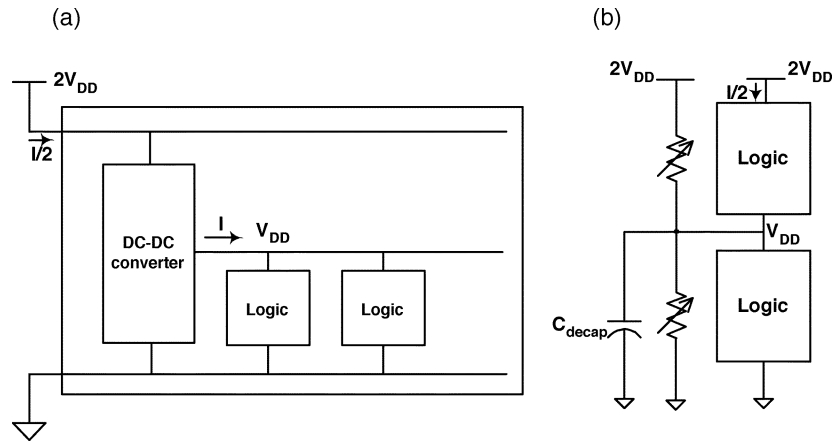 (a)
2V_DD
I/2
DC-DC
converter
I
V_DD
Logic
Logic
(b)
2V_DD
2V_DD
I/2
Logic
V_DD
Logic
C_decap